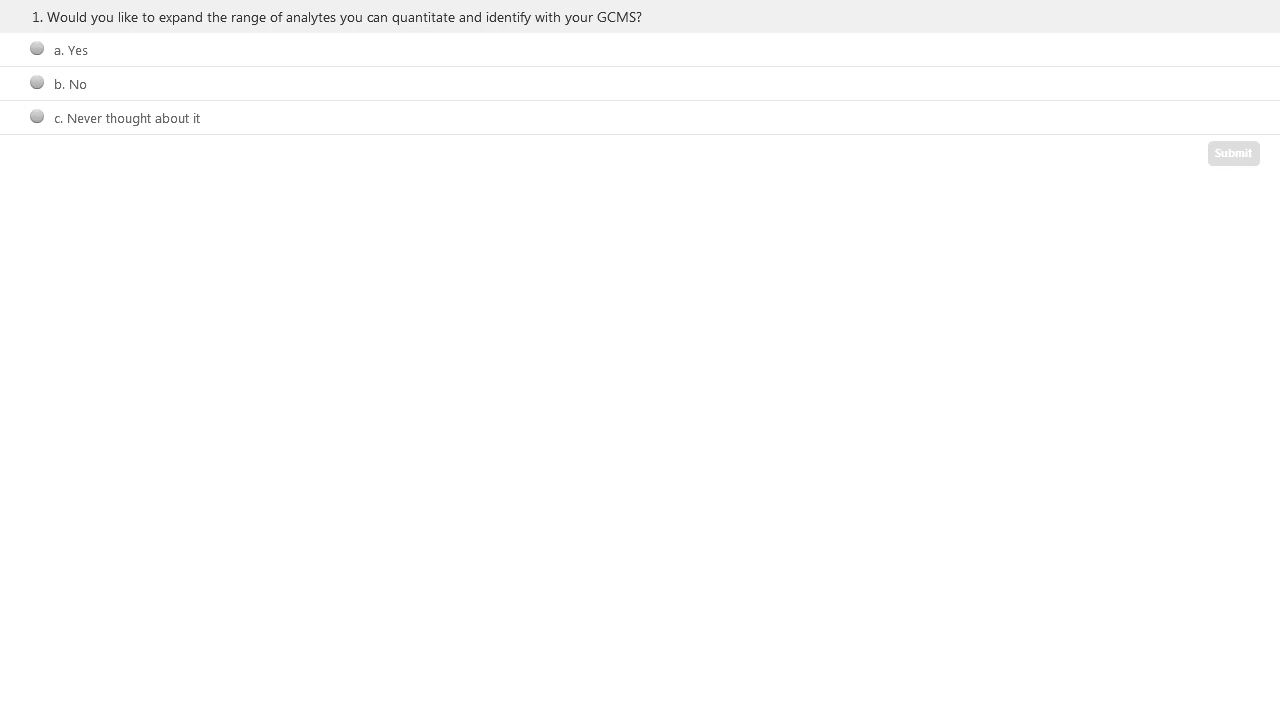 1. Would you like to expand the range of analytes you can quantitate and identify with your GCMS?
a. Yes
b. No
c. Never thought about it
Submit